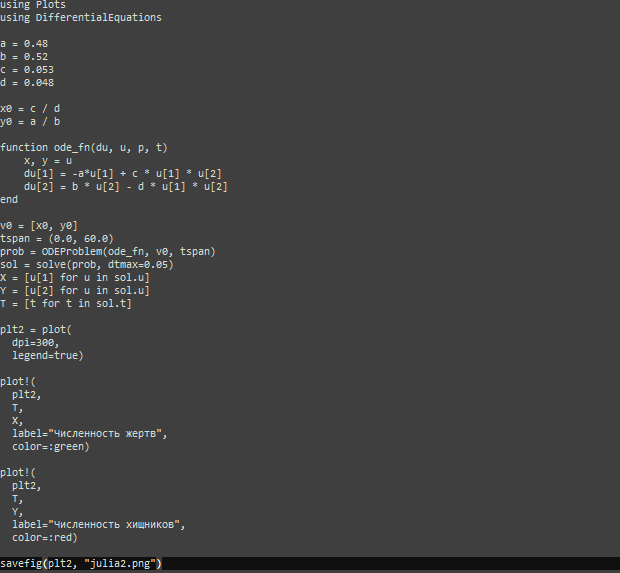 using Plots
using DifferentialEquations
a = 0.48
b = 0.52
c = 0.053
d = 0.048
x0 = c / d
y0 = a / b
function ode_fn(du, u, p, t)
    x, y = u
    du[1] = -a*u[1] + c * u[1] * u[2]
    du[2] = b * u[2] - d * u[1] * u[2]
end
v0 = [x0, y0]
tspan = (0.0, 60.0)
prob = ODEProblem(ode_fn, v0, tspan)
sol = solve(prob, dtmax=0.05)
X = [u[1] for u in sol.u]
Y = [u[2] for u in sol.u]
T = [t for t in sol.t]
plt2 = plot(
  dpi=300,
  legend=true)
plot!(
  plt2,
  T,
  X,
  label="Численность жертв",
  color=:green)
plot!(
  plt2,
  T,
  Y,
  label="Численность хищников",
  color=:red)
savefig(plt2, "julia2.png")